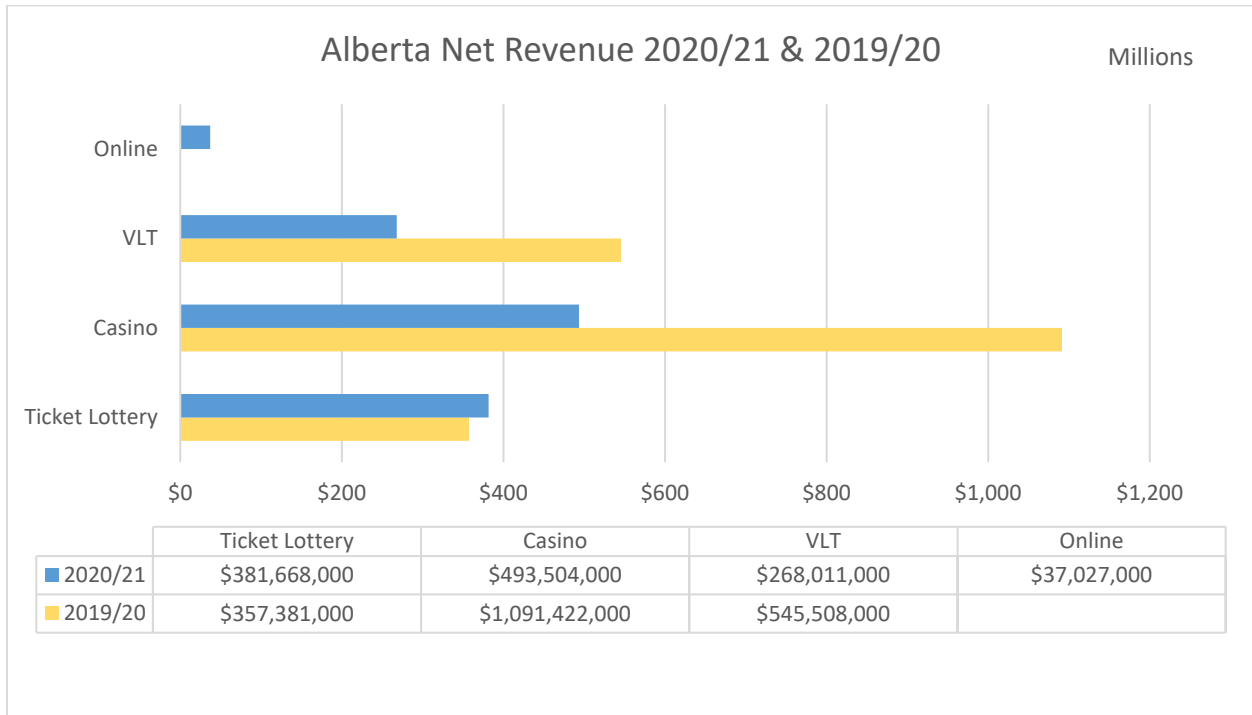 Alberta Net Revenue 2020/21 & 2019/20
Millions
Online
VLT
Casino
Ticket Lottery
$0 $200 $400 $600 $800 $1,000 $1,200
Ticket Lottery Casino VLT Online
2020/21 $381,668,000 $493,504,000 $268,011,000 $37,027,000
2019/20 $357,381,000 $1,091,422,000 $545,508,000